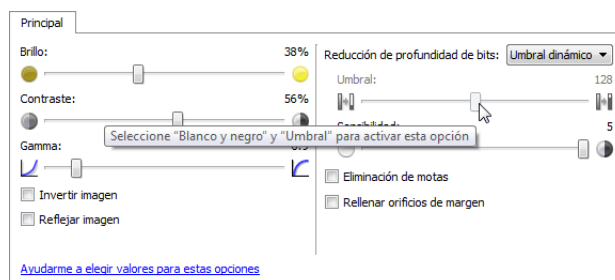 Principal
Brillo:
38%
Contraste:
56%
Seleccione "Blanco y negro" y "Umbral" para activar esta opción
Gamma:
Invertir imagen
Reflejar imagen
Ayudarme a elegir valores para estas opciones
Reducción de profundidad de bits:
Umbral dinámico
Umbral:
128
5
Eliminación de motas
Rellenar orificios de margen